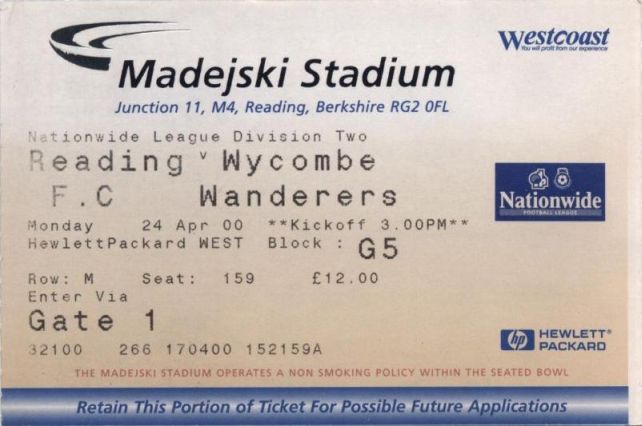 Westcoast
You will profit from our experience
Madejski Stadium
Junction 11, M4, Reading, Berkshire RG2 0FL
Nationwide League Division Two
Reading v Wycombe
F.C Wanderers
Monday 24 Apr 00 **Kickoff 3.00PM**
HewlettPackard WEST Block : G5
Nationwide
FOOTBALL LEAGUE
Row: M Seat: 159 £12.00
Enter Via
Gate 1
32100 266 170400 152159A
hp HEWLETT®
PACKARD
THE MADEJSKI STADIUM OPERATES A NON SMOKING POLICY WITHIN THE SEATED BOWL
Retain This Portion of Ticket For Possible Future Applications